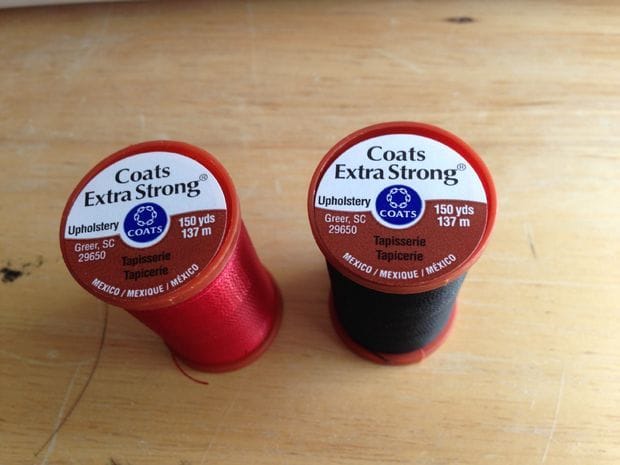 Coats
Extra Strong®
Upholstery
COATS
150 yds
137 m
Greer, SC
29650
Tapisserie
Tapicerie
MEXICO / MEXIQUE / MÉXICO
Coats
Extra Strong®
Upholstery
COATS
150 yds
137 m
Greer, SC
29650
Tapisserie
Tapicerie
MEXICO / MEXIQUE / MÉXICO